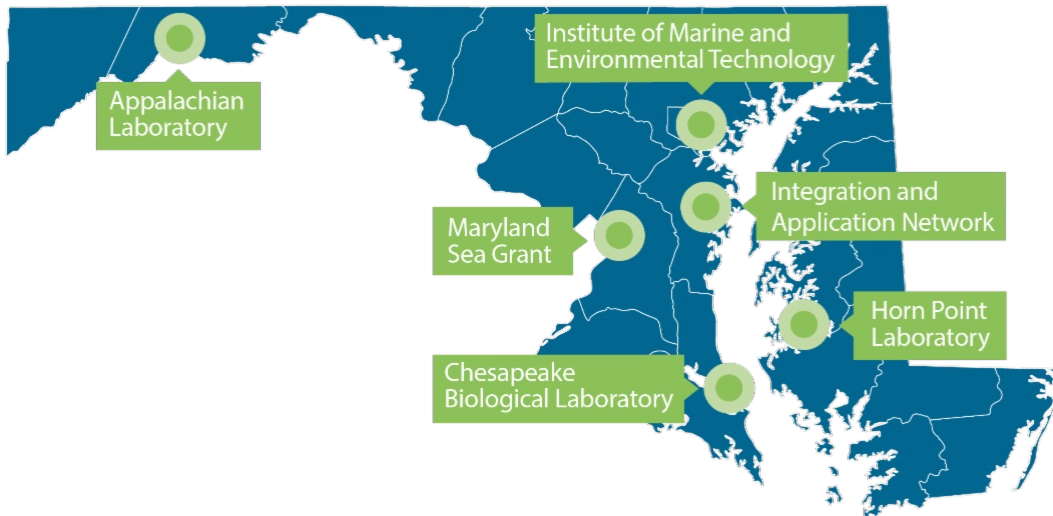 Institute of Marine and
Environmental Technology
Appalachian
Laboratory
Integration and
Application Network
Maryland
Sea Grant
Horn Point
Laboratory
Chesapeake
Biological Laboratory